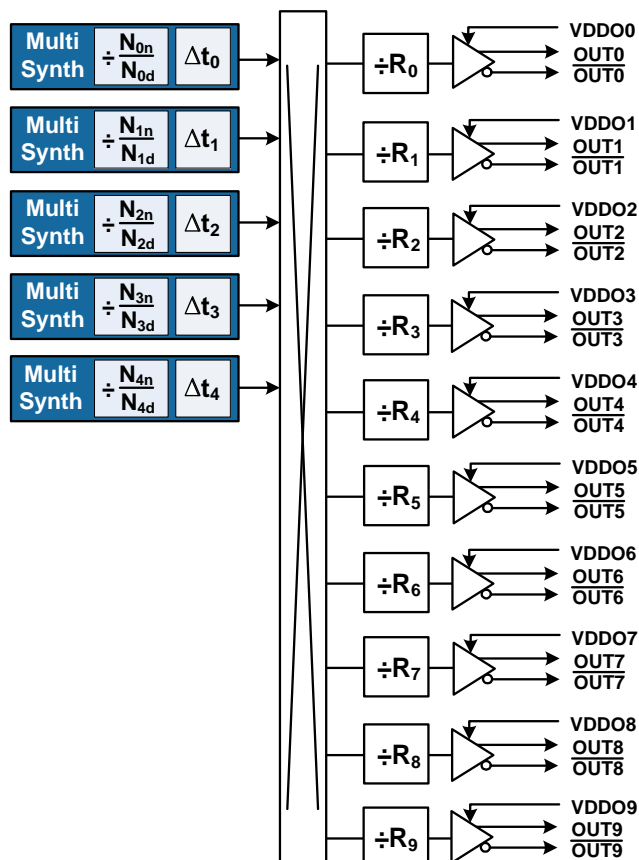 Multi Synth ÷ N0n N0d Δt0
Multi Synth ÷ N1n N1d Δt1
Multi Synth ÷ N2n N2d Δt2
Multi Synth ÷ N3n N3d Δt3
Multi Synth ÷ N4n N4d Δt4
÷R0
VDDO0
OUT0
OUT0
÷R1
VDDO1
OUT1
OUT1
÷R2
VDDO2
OUT2
OUT2
÷R3
VDDO3
OUT3
OUT3
÷R4
VDDO4
OUT4
OUT4
÷R5
VDDO5
OUT5
OUT5
÷R6
VDDO6
OUT6
OUT6
÷R7
VDDO7
OUT7
OUT7
÷R8
VDDO8
OUT8
OUT8
÷R9
VDDO9
OUT9
OUT9